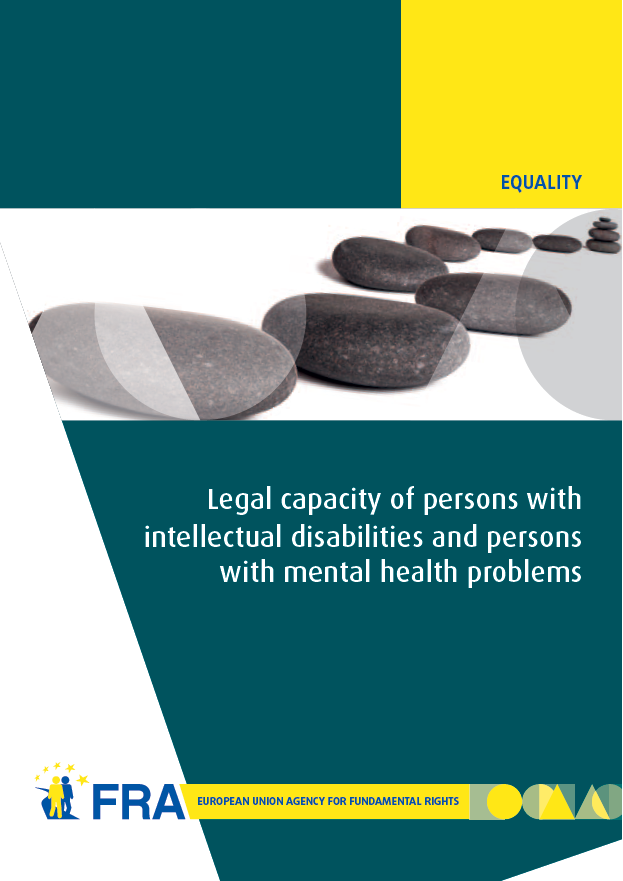 EQUALITY
Legal capacity of persons with
intellectual disabilities and persons
with mental health problems
FRA
EUROPEAN UNION AGENCY FOR FUNDAMENTAL RIGHTS